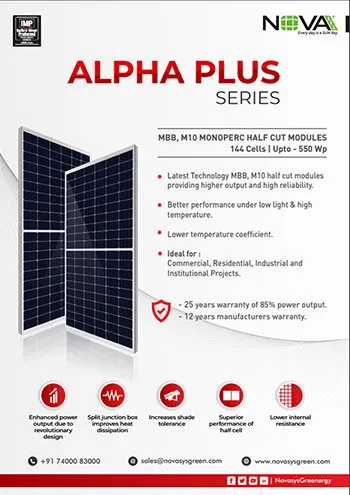 IMP
NOVA
Every day is a SUN day
ALPHA PLUS
SERIES
MBB, M10 MONOPERC HALF CUT MODULES
144 Cells | Upto - 550 Wp
Latest Technology MBB, M10 half cut modules
providing higher output and high reliability.
Better performance under low light & high
temperature.
Lower temperature coefficient.
Ideal for :
Commercial, Residential, Industrial and
Institutional Projects.
- 25 years warranty of 85% power output.
- 12 years manufacturers warranty.
Enhanced power
output due to
revolutionary
design
Split junction box
improves heat
dissipation
Increases shade
tolerance
Superior
performance of
half cell
Lower internal
resistance
+91 74000 83000
sales@novasysgreen.com
www.novasysgreen.com
NovasysGreenergy